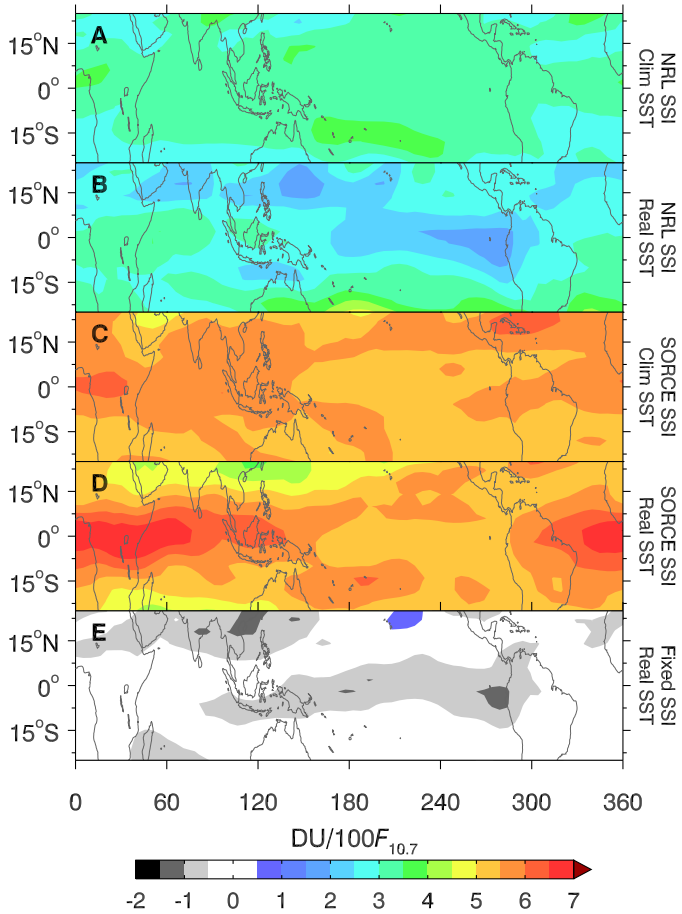 A
15°N
0°
15°S
NRL SSI
Clim SST
B
15°N
0°
15°S
NRL SSI
Real SST
C
15°N
0°
15°S
SORCE SSI
Clim SST
D
15°N
0°
15°S
SORCE SSI
Real SST
E
15°N
0°
15°S
Fixed SSI
Real SST
0 60 120 180 240 300 360
DU/100F10.7
-2 -1 0 1 2 3 4 5 6 7